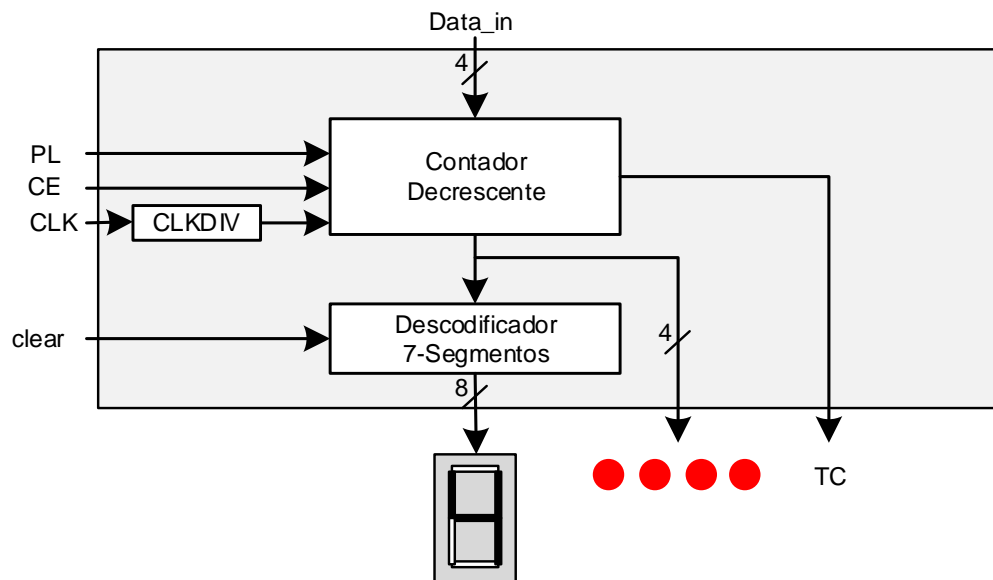 Data_in
4
PL
Contador
Decrescente
CE
CLK
CLKDIV
clear
Descodificador
7-Segmentos
4
8
TC